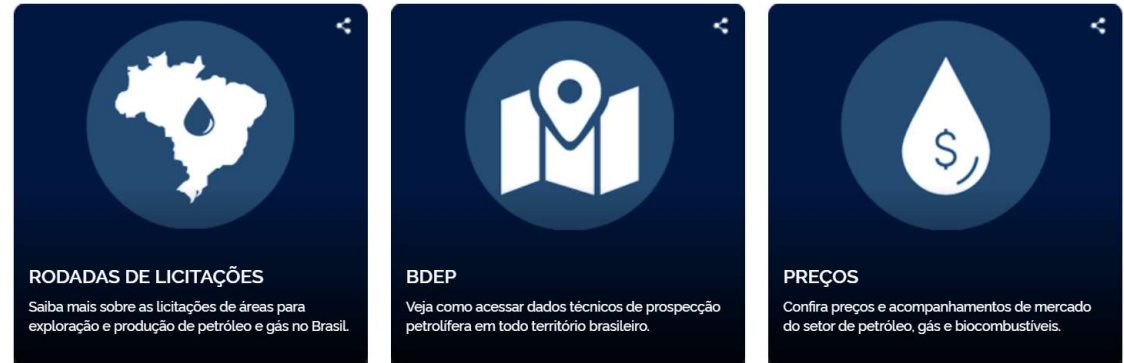 RODADAS DE LICITAÇÕES
Saiba mais sobre as licitações de áreas para
exploração e produção de petróleo e gás no Brasil.
BDEP
Veja como acessar dados técnicos de prospecção
petrolífera em todo território brasileiro.
$
PREÇOS
Confira preços e acompanhamentos de mercado
do setor de petróleo, gás e biocombustíveis.